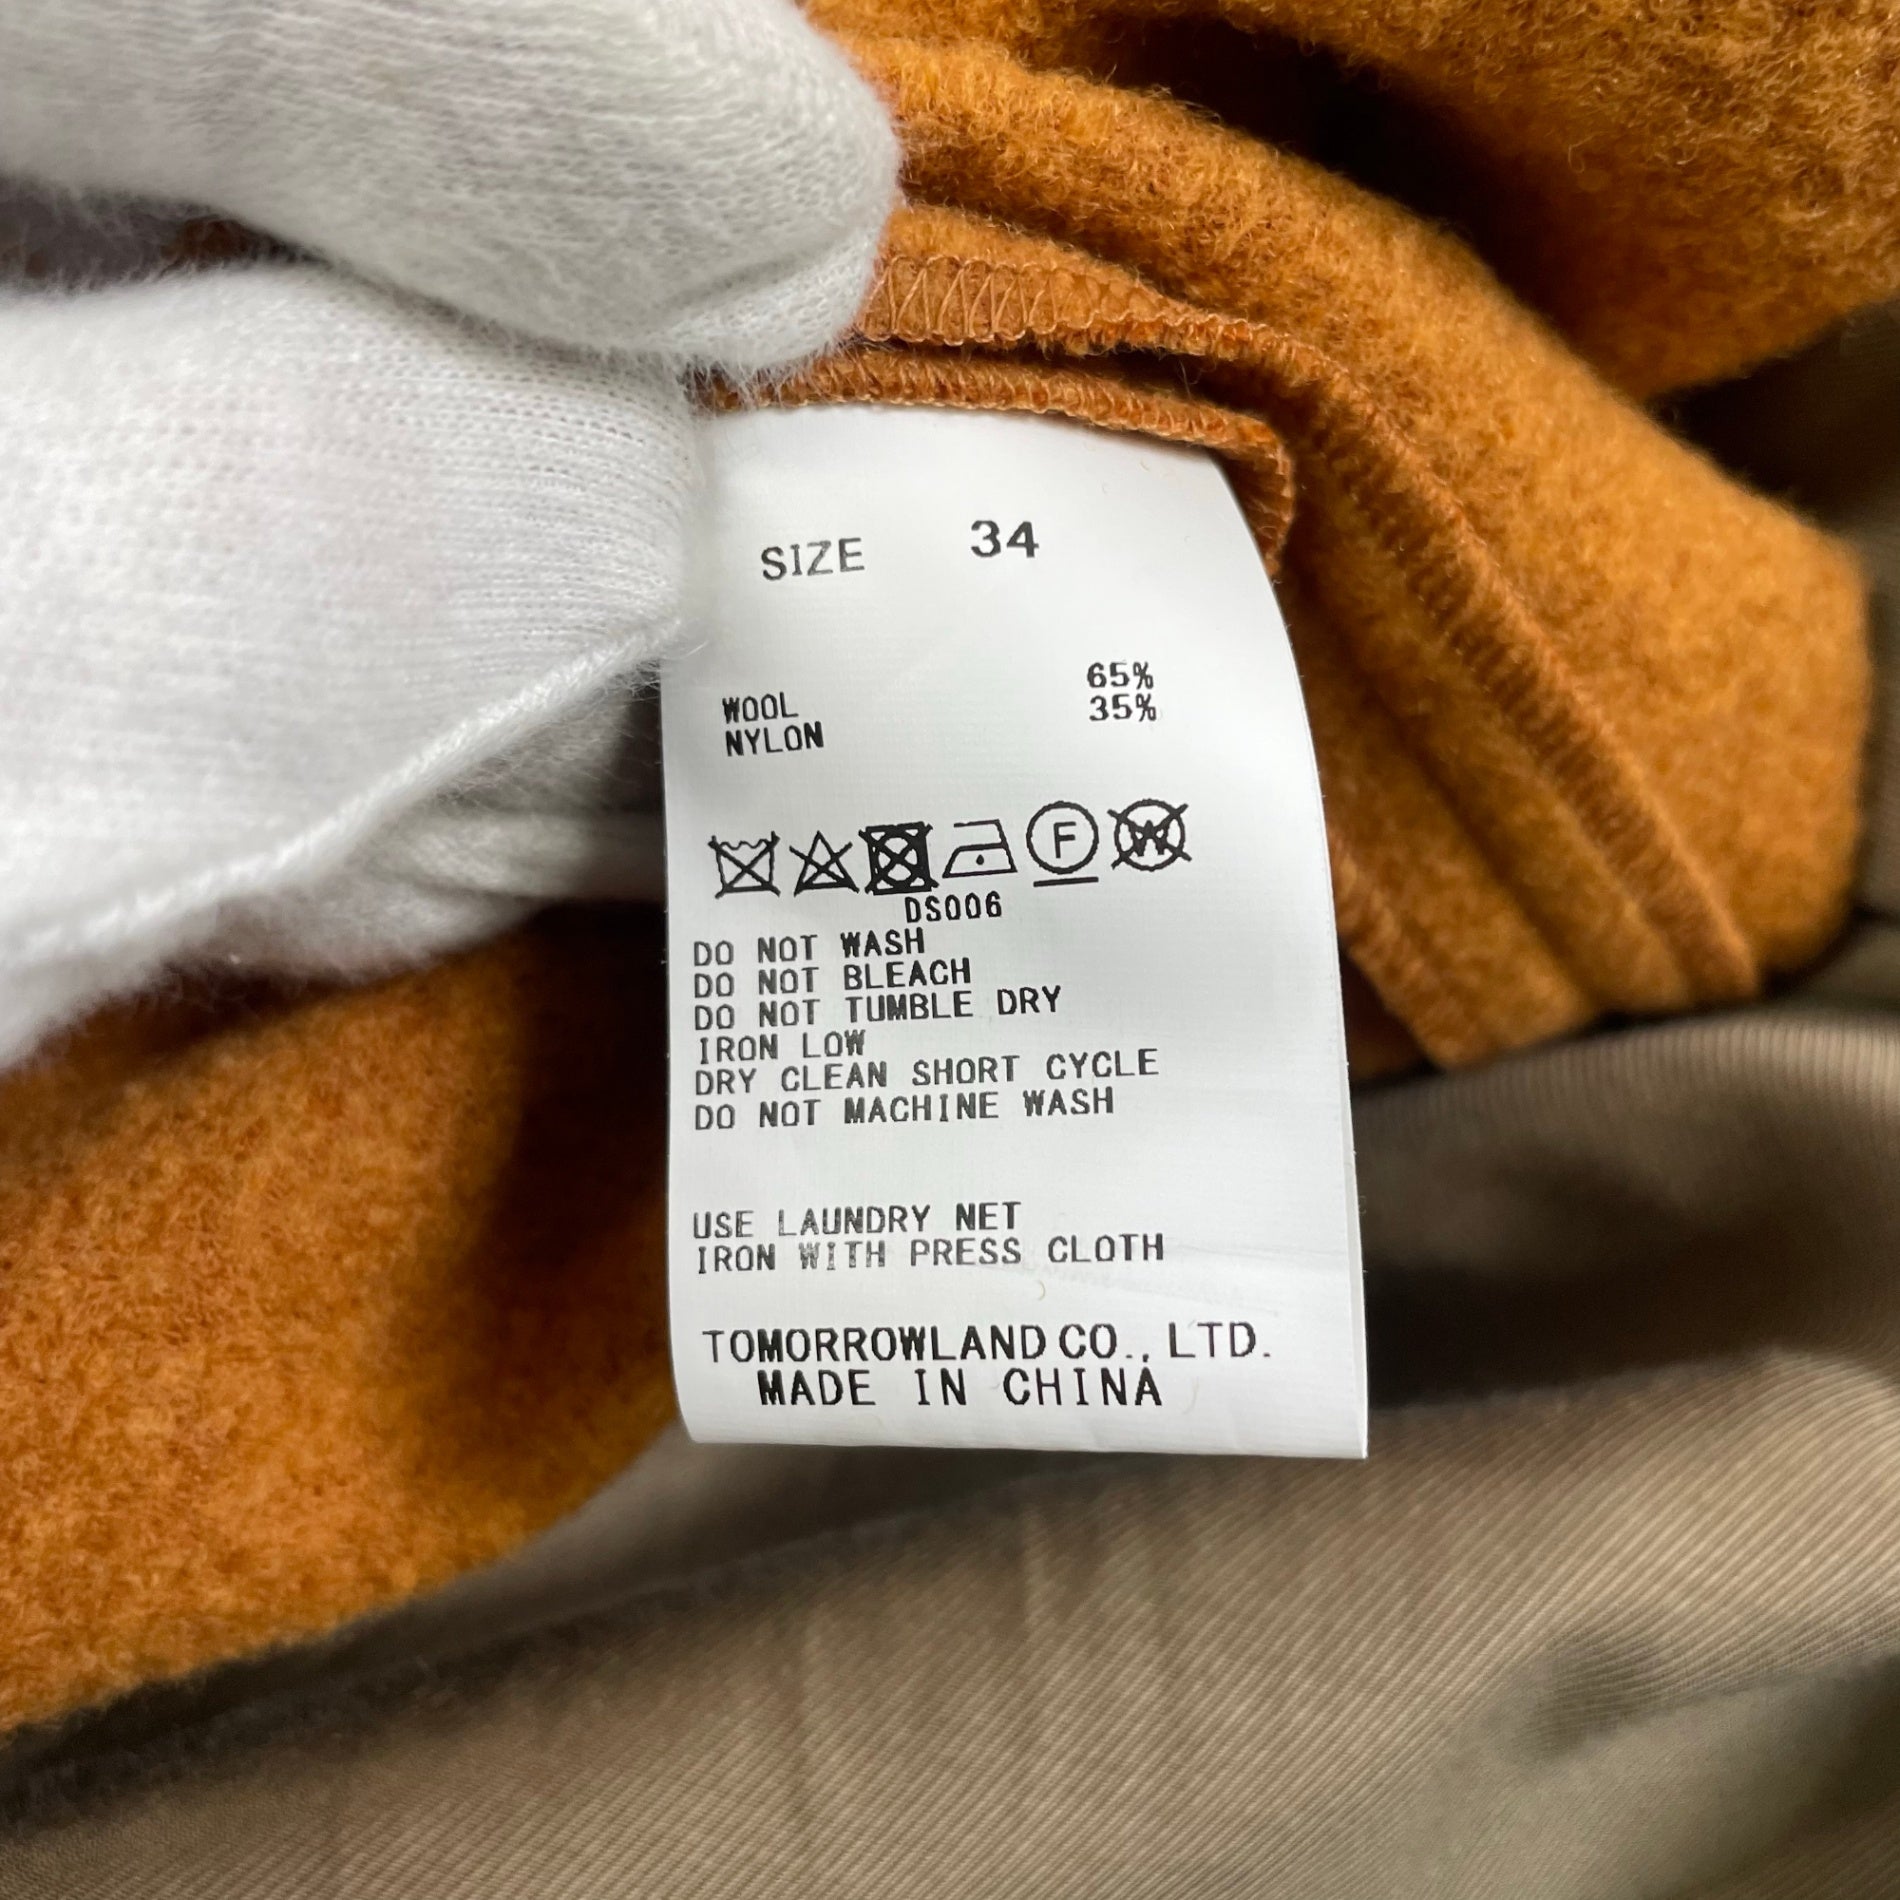 SIZE 34
65%
WOOL 35%
NYLON
F W
DS006
DO NOT WASH
DO NOT BLEACH
DO NOT TUMBLE DRY
IRON LOW
DRY CLEAN SHORT CYCLE
DO NOT MACHINE WASH
USE LAUNDRY NET
IRON WITH PRESS CLOTH
TOMORROWLAND CO., LTD.
MADE IN CHINA